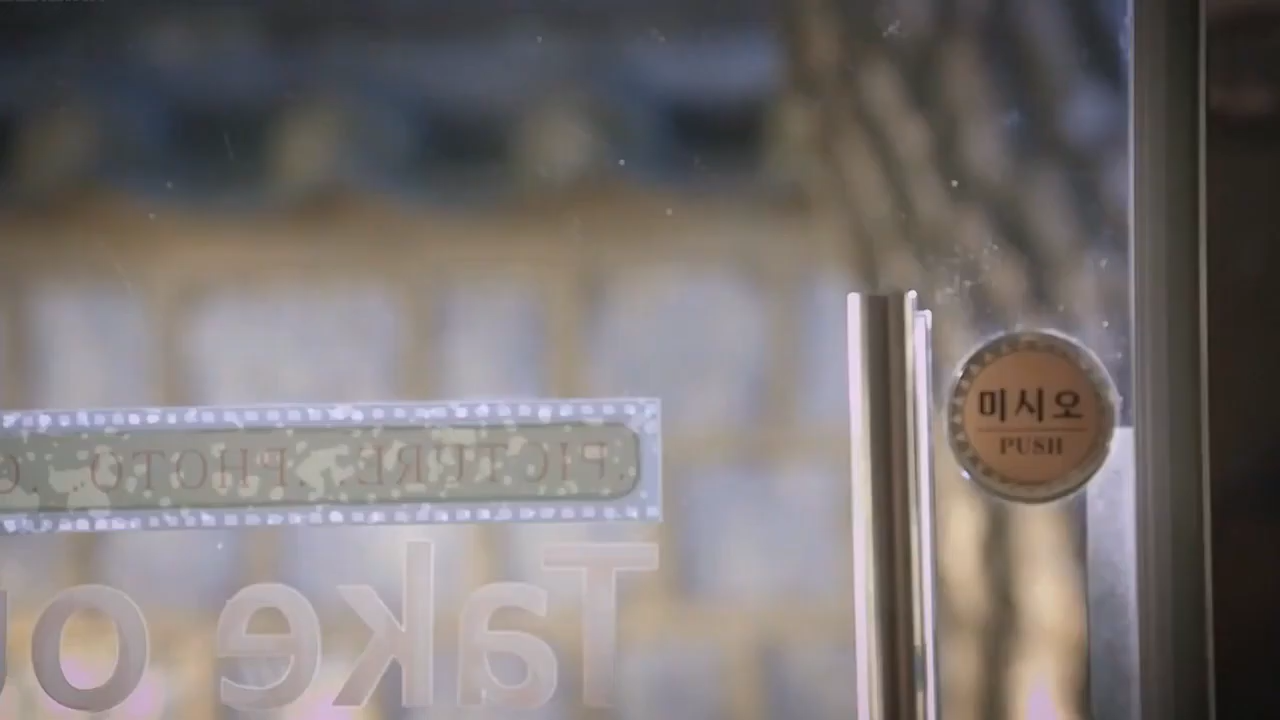 미시오
PUSH
.PICTURE. .PHOTO. .C
Take ou